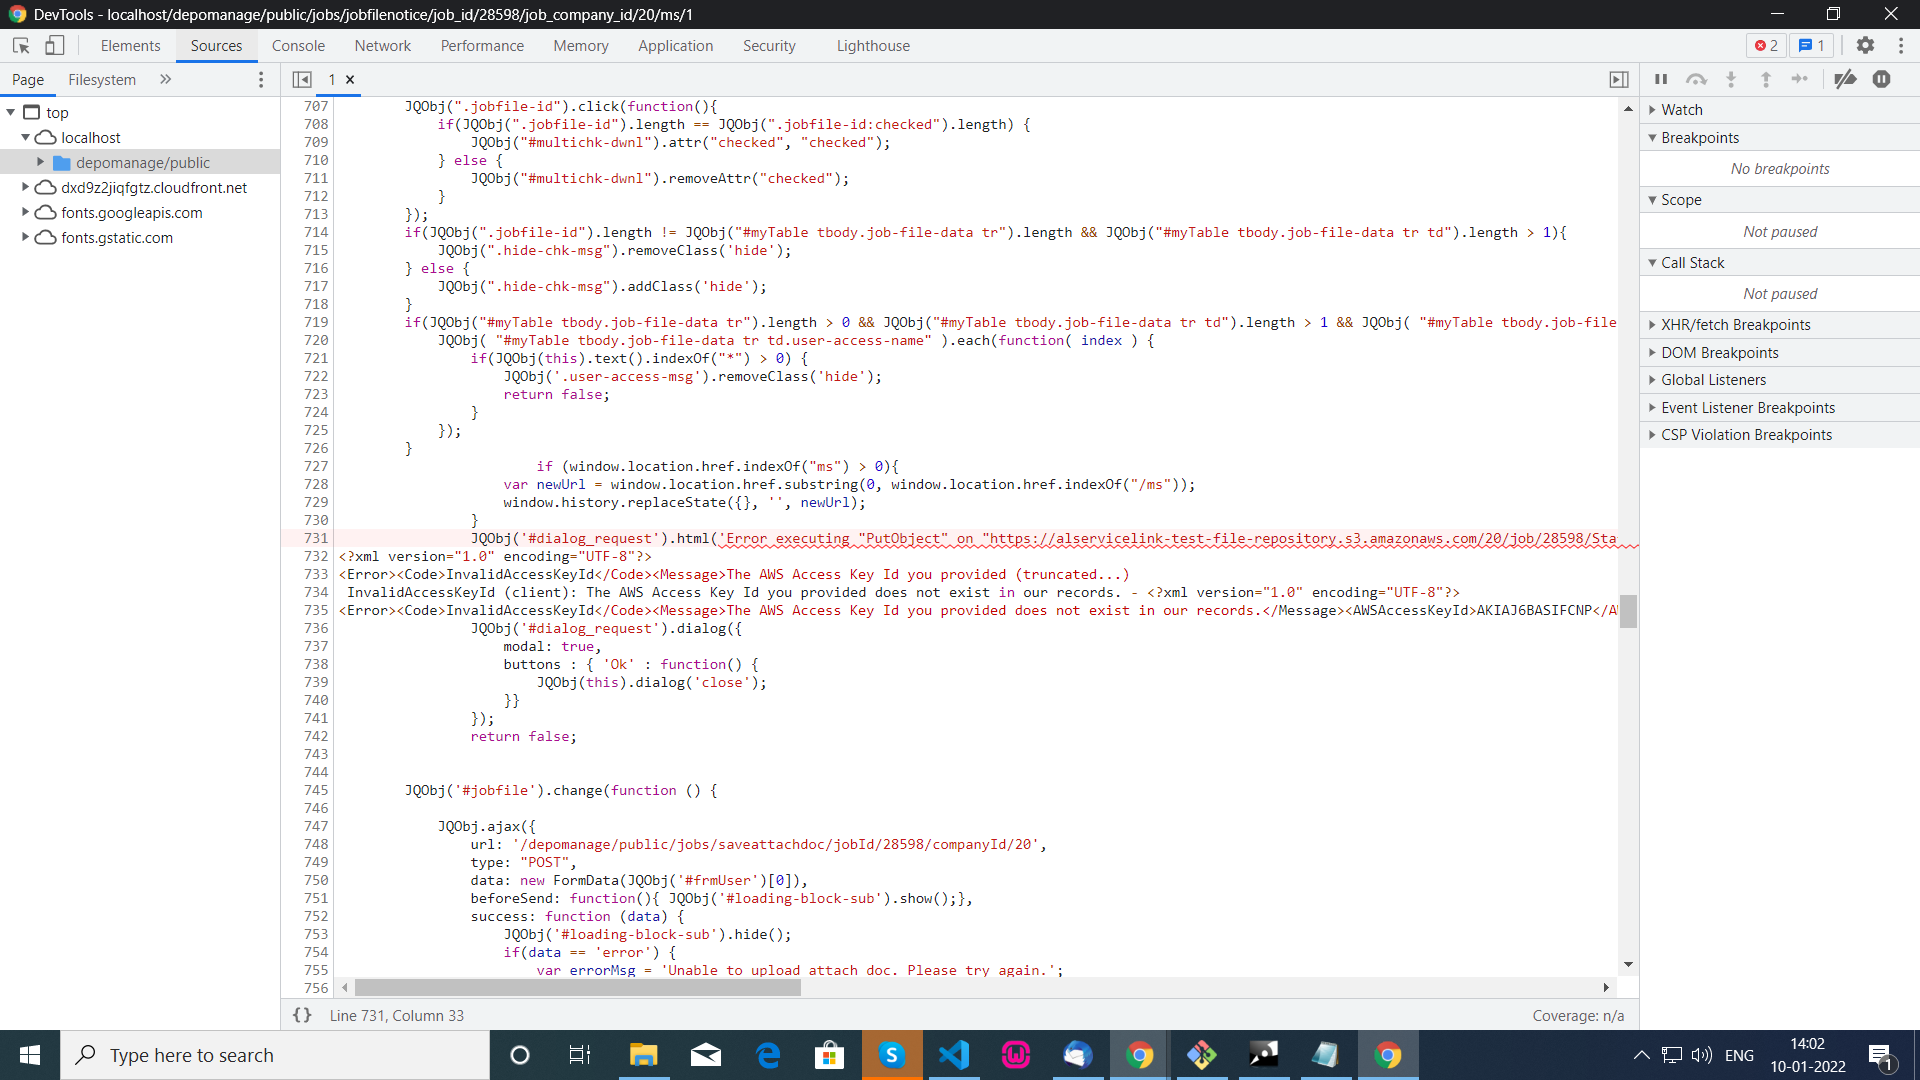 DevTools - localhost/depomanage/public/jobs/jobfilenotice/job_id/28598/job_company_id/20/ms/1
Elements Sources Console Network Performance Memory Application Security Lighthouse 2 1
Page Filesystem » 1 ×
top
localhost
depomanage/public
dxd9z2jiqfgtz.cloudfront.net
fonts.googleapis.com
fonts.gstatic.com
707 JQObj(".jobfile-id").click(function(){
708 if(JQObj(".jobfile-id").length == JQObj(".jobfile-id:checked").length) {
709 JQObj("#multichk-dwnl").attr("checked", "checked");
710 } else {
711 JQObj("#multichk-dwnl").removeAttr("checked");
712 }
713 });
714 if(JQObj(".jobfile-id").length != JQObj("#myTable tbody.job-file-data tr").length && JQObj("#myTable tbody.job-file-data tr td").length > 1){
715 JQObj(".hide-chk-msg").removeClass('hide');
716 } else {
717 JQObj(".hide-chk-msg").addClass('hide');
718 }
719 if(JQObj("#myTable tbody.job-file-data tr").length > 0 && JQObj("#myTable tbody.job-file-data tr td").length > 1 && JQObj( "#myTable tbody.job-file
720 JQObj( "#myTable tbody.job-file-data tr td.user-access-name" ).each(function( index ) {
721 if(JQObj(this).text().indexOf("*") > 0) {
722 JQObj('.user-access-msg').removeClass('hide');
723 return false;
724 }
725 });
726 }
727 if (window.location.href.indexOf("ms") > 0){
728 var newUrl = window.location.href.substring(0, window.location.href.indexOf("/ms"));
729 window.history.replaceState({}, '', newUrl);
730 }
731 JQObj('#dialog_request').html('Error executing "PutObject" on "https://alservicelink-test-file-repository.s3.amazonaws.com/20/job/28598/Sta
732 <?xml version="1.0" encoding="UTF-8"?>
733 <Error><Code>InvalidAccessKeyId</Code><Message>The AWS Access Key Id you provided (truncated...)
734 InvalidAccessKeyId (client): The AWS Access Key Id you provided does not exist in our records. - <?xml version="1.0" encoding="UTF-8"?>
735 <Error><Code>InvalidAccessKeyId</Code><Message>The AWS Access Key Id you provided does not exist in our records.</Message><AWSAccessKeyId>AKIAJ6BASIFCNP</A
736 JQObj('#dialog_request').dialog({
737 modal: true,
738 buttons : { 'Ok' : function() {
739 JQObj(this).dialog('close');
740 }}
741 });
742 return false;
743
744
745 JQObj('#jobfile').change(function () {
746
747 JQObj.ajax({
748 url: '/depomanage/public/jobs/saveattachdoc/jobId/28598/companyId/20',
749 type: "POST",
750 data: new FormData(JQObj('#frmUser')[0]),
751 beforeSend: function(){ JQObj('#loading-block-sub').show();},
752 success: function (data) {
753 JQObj('#loading-block-sub').hide();
754 if(data == 'error') {
755 var errorMsg = 'Unable to upload attach doc. Please try again.';
756
{} Line 731, Column 33 Coverage: n/a
Watch
Breakpoints
No breakpoints
Scope
Not paused
Call Stack
Not paused
XHR/fetch Breakpoints
DOM Breakpoints
Global Listeners
Event Listener Breakpoints
CSP Violation Breakpoints
Type here to search
ENG
14:02
10-01-2022
1